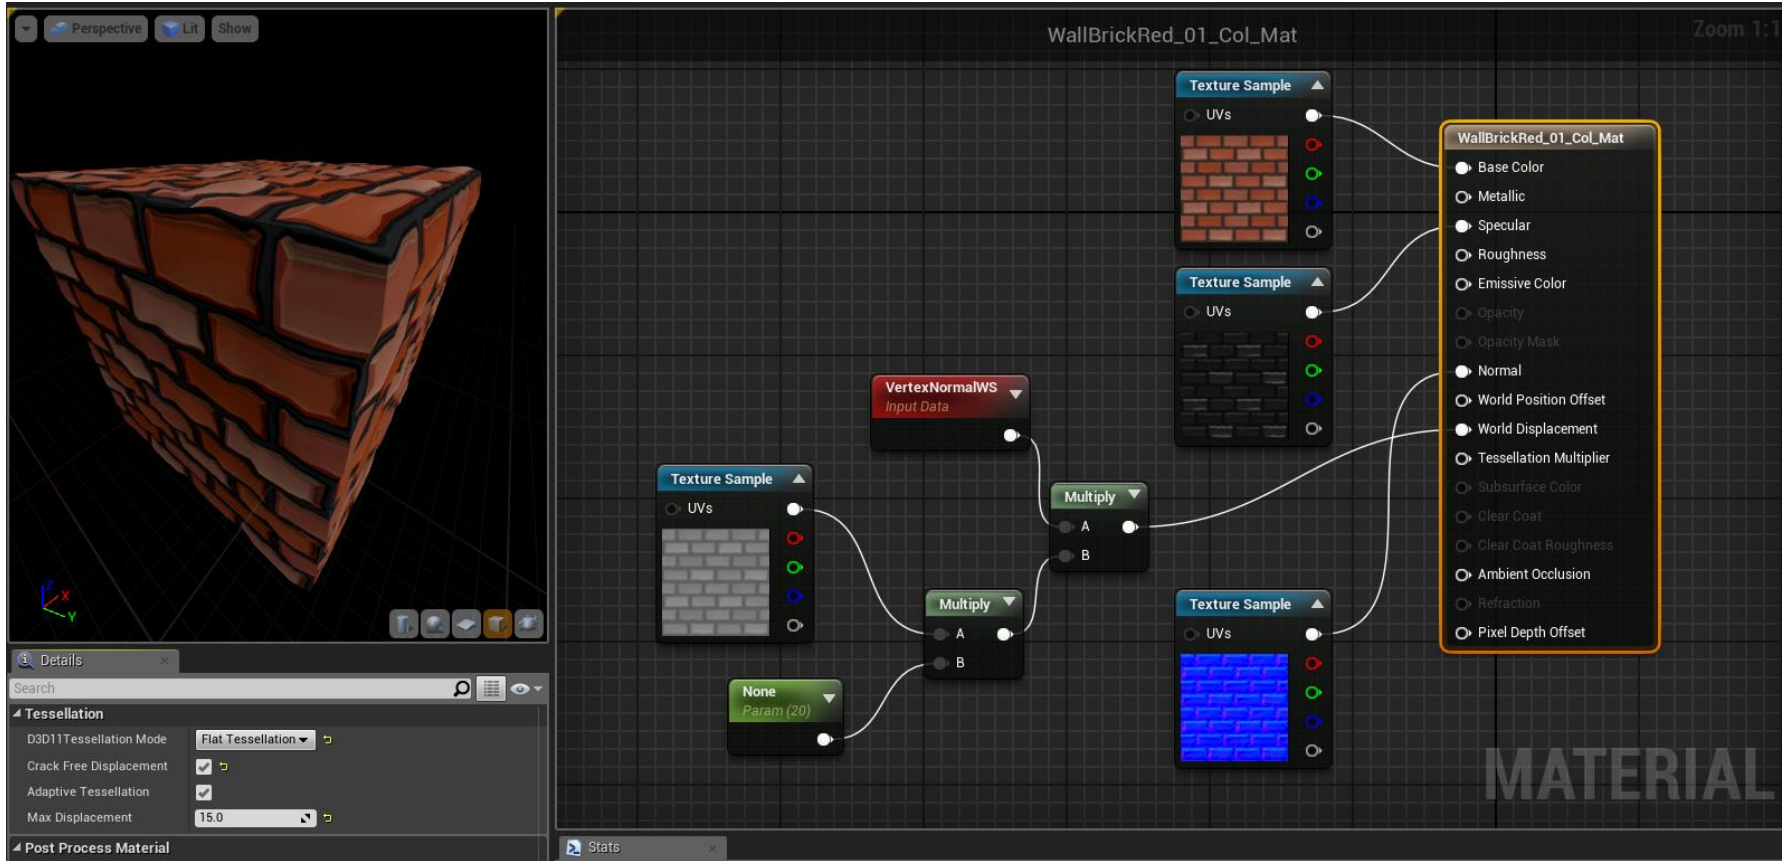 Perspective
Lit
Show
WallBrickRed_01_Col_Mat
Zoom 1:1
Texture Sample
UVs
Texture Sample
UVs
VertexNormalWS
Input Data
Texture Sample
UVs
Multiply
A
B
Multiply
A
B
None
Param (20)
Texture Sample
UVs
WallBrickRed_01_Col_Mat
Base Color
Metallic
Specular
Roughness
Emissive Color
Opacity
Opacity Mask
Normal
World Position Offset
World Displacement
Tessellation Multiplier
Subsurface Color
Clear Coat
Clear Coat Roughness
Ambient Occlusion
Refraction
Pixel Depth Offset
MATERIAL
Z
X
Y
Details
Search
Tessellation
D3D11Tessellation Mode
Flat Tessellation
Crack Free Displacement
Adaptive Tessellation
Max Displacement
15.0
Post Process Material
Stats